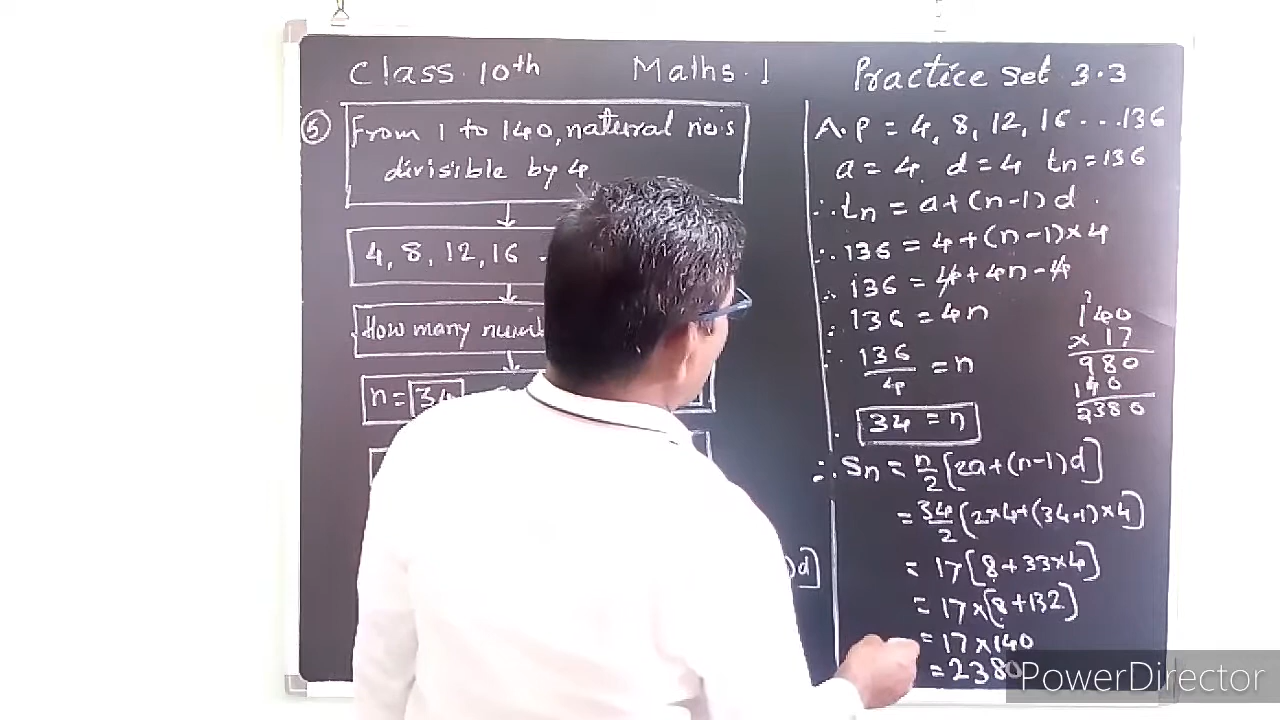 Class 10th Maths 1 Practice Set 3.3
⑤ From 1 to 140, natural no's
divisible by 4
4, 8, 12, 16
How many
n = 34
d]
A.P = 4, 8, 12, 16 ...136
a = 4, d = 4 tn = 136
∴ tn = a+(n-1)d
∴ 136 = 4+(n-1)×4
∴ 136 = 4+4n-4
∴ 136 = 4n
∴ 136/4 = n
34 = n
140
× 17
980
140
2380
∴ Sn = n/2 [2a+(n-1)d]
= 34/2 [2×4+(34-1)×4]
= 17[8+33×4]
= 17×[8+132]
= 17×140
= 2380
PowerDirector